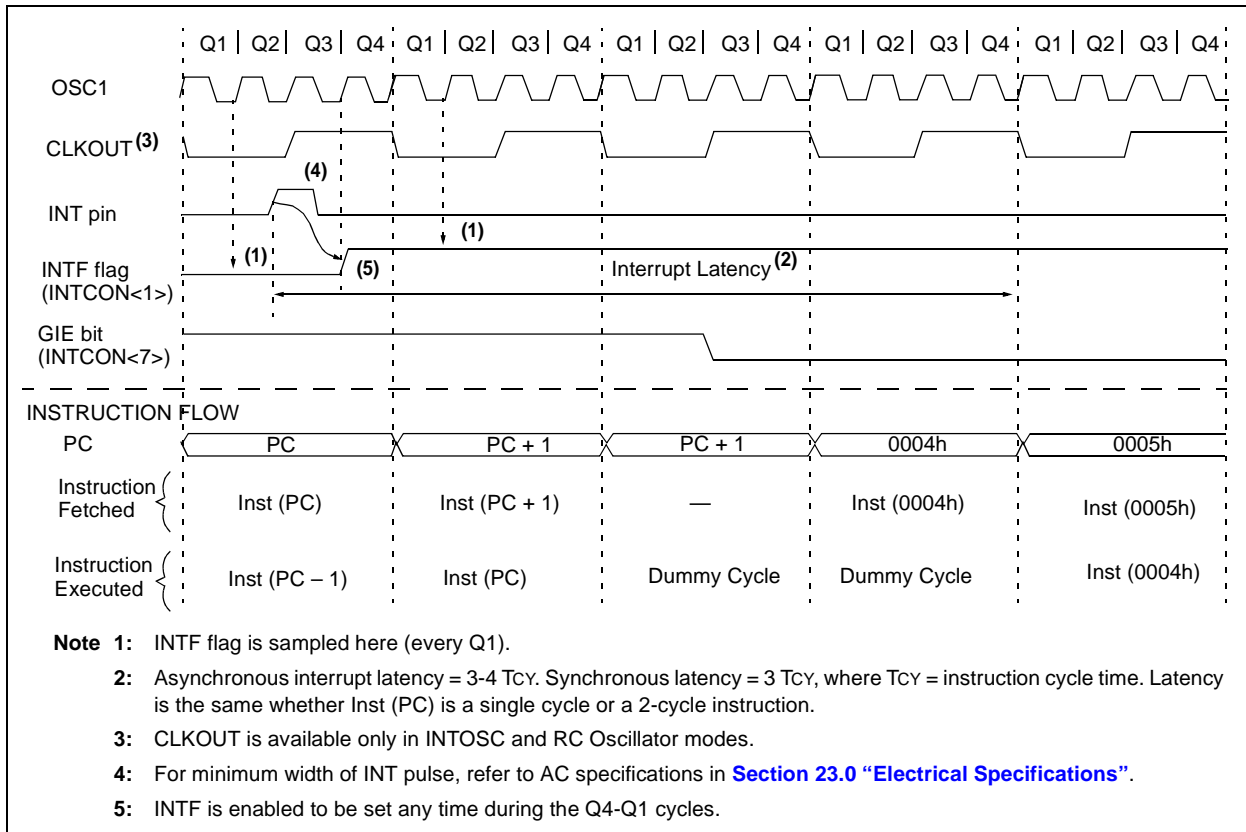 Q1 Q2 Q3 Q4 Q1 Q2 Q3 Q4 Q1 Q2 Q3 Q4 Q1 Q2 Q3 Q4 Q1 Q2 Q3 Q4
OSC1
CLKOUT (3)
(4)
INT pin
(1)
(1)
INTF flag
(INTCON<1>)
(5)
Interrupt Latency (2)
GIE bit
(INTCON<7>)
INSTRUCTION FLOW
PC PC PC + 1 PC + 1 0004h 0005h
Instruction
Fetched
Inst (PC) Inst (PC + 1) — Inst (0004h) Inst (0005h)
Instruction
Executed
Inst (PC – 1) Inst (PC) Dummy Cycle Dummy Cycle Inst (0004h)
Note 1: INTF flag is sampled here (every Q1).
2: Asynchronous interrupt latency = 3-4 TCY. Synchronous latency = 3 TCY, where TCY = instruction cycle time. Latency
is the same whether Inst (PC) is a single cycle or a 2-cycle instruction.
3: CLKOUT is available only in INTOSC and RC Oscillator modes.
4: For minimum width of INT pulse, refer to AC specifications in Section 23.0 “Electrical Specifications”.
5: INTF is enabled to be set any time during the Q4-Q1 cycles.